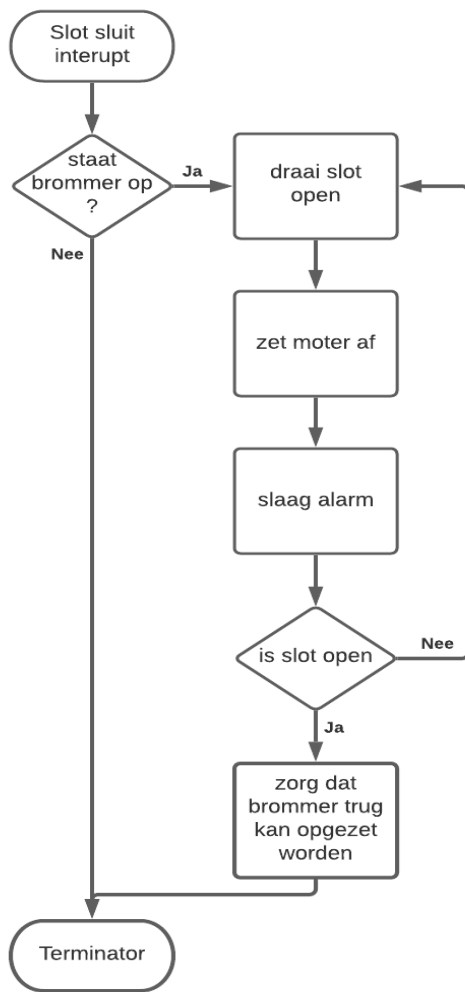 Slot sluit
interupt
staat
brommer op
?
Ja
Nee
draai slot
open
zet moter af
slaag alarm
is slot open
Nee
Ja
zorg dat
brommer trug
kan opgezet
worden
Terminator